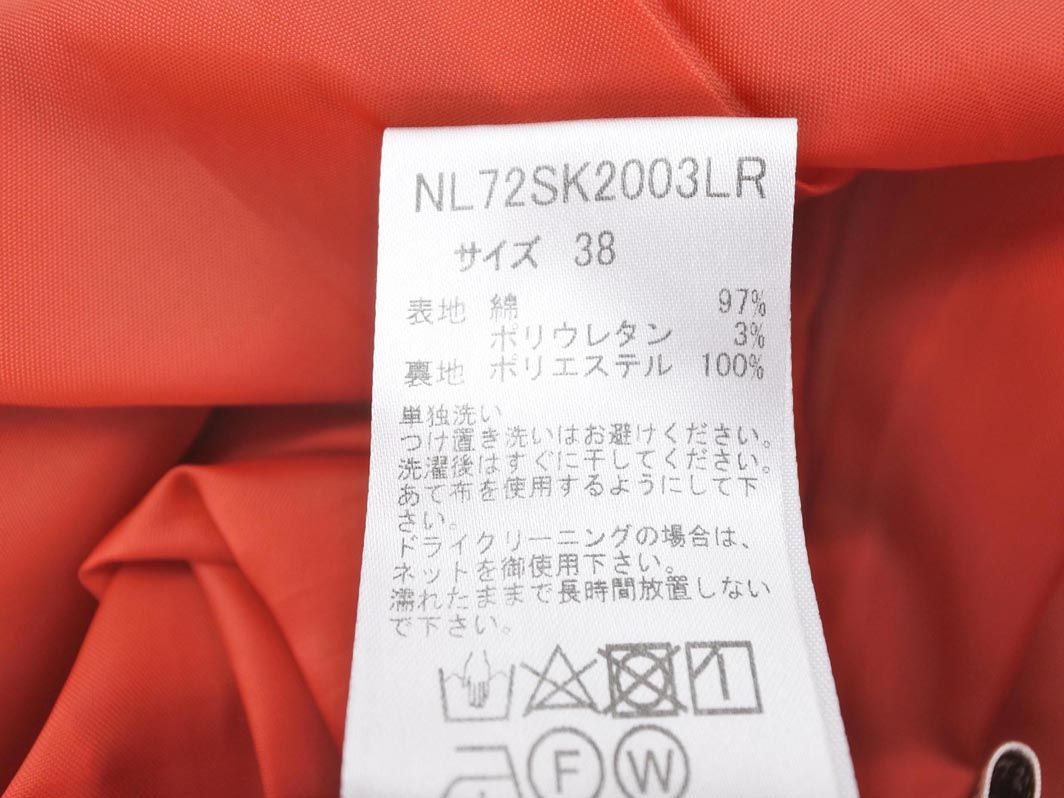 NL72SK2003LR
サイズ 38
表地 綿 97%
ポリウレタン 3%
裏地 ポリエステル 100%
単独洗い
つけ置き洗いはお避けください。
洗濯後はすぐに干してください。
あて布を使用するようにして下
さい。
ドライクリーニングの場合は、
ネットを御使用下さい。
濡れたままで長時間放置しない
で下さい。
F W